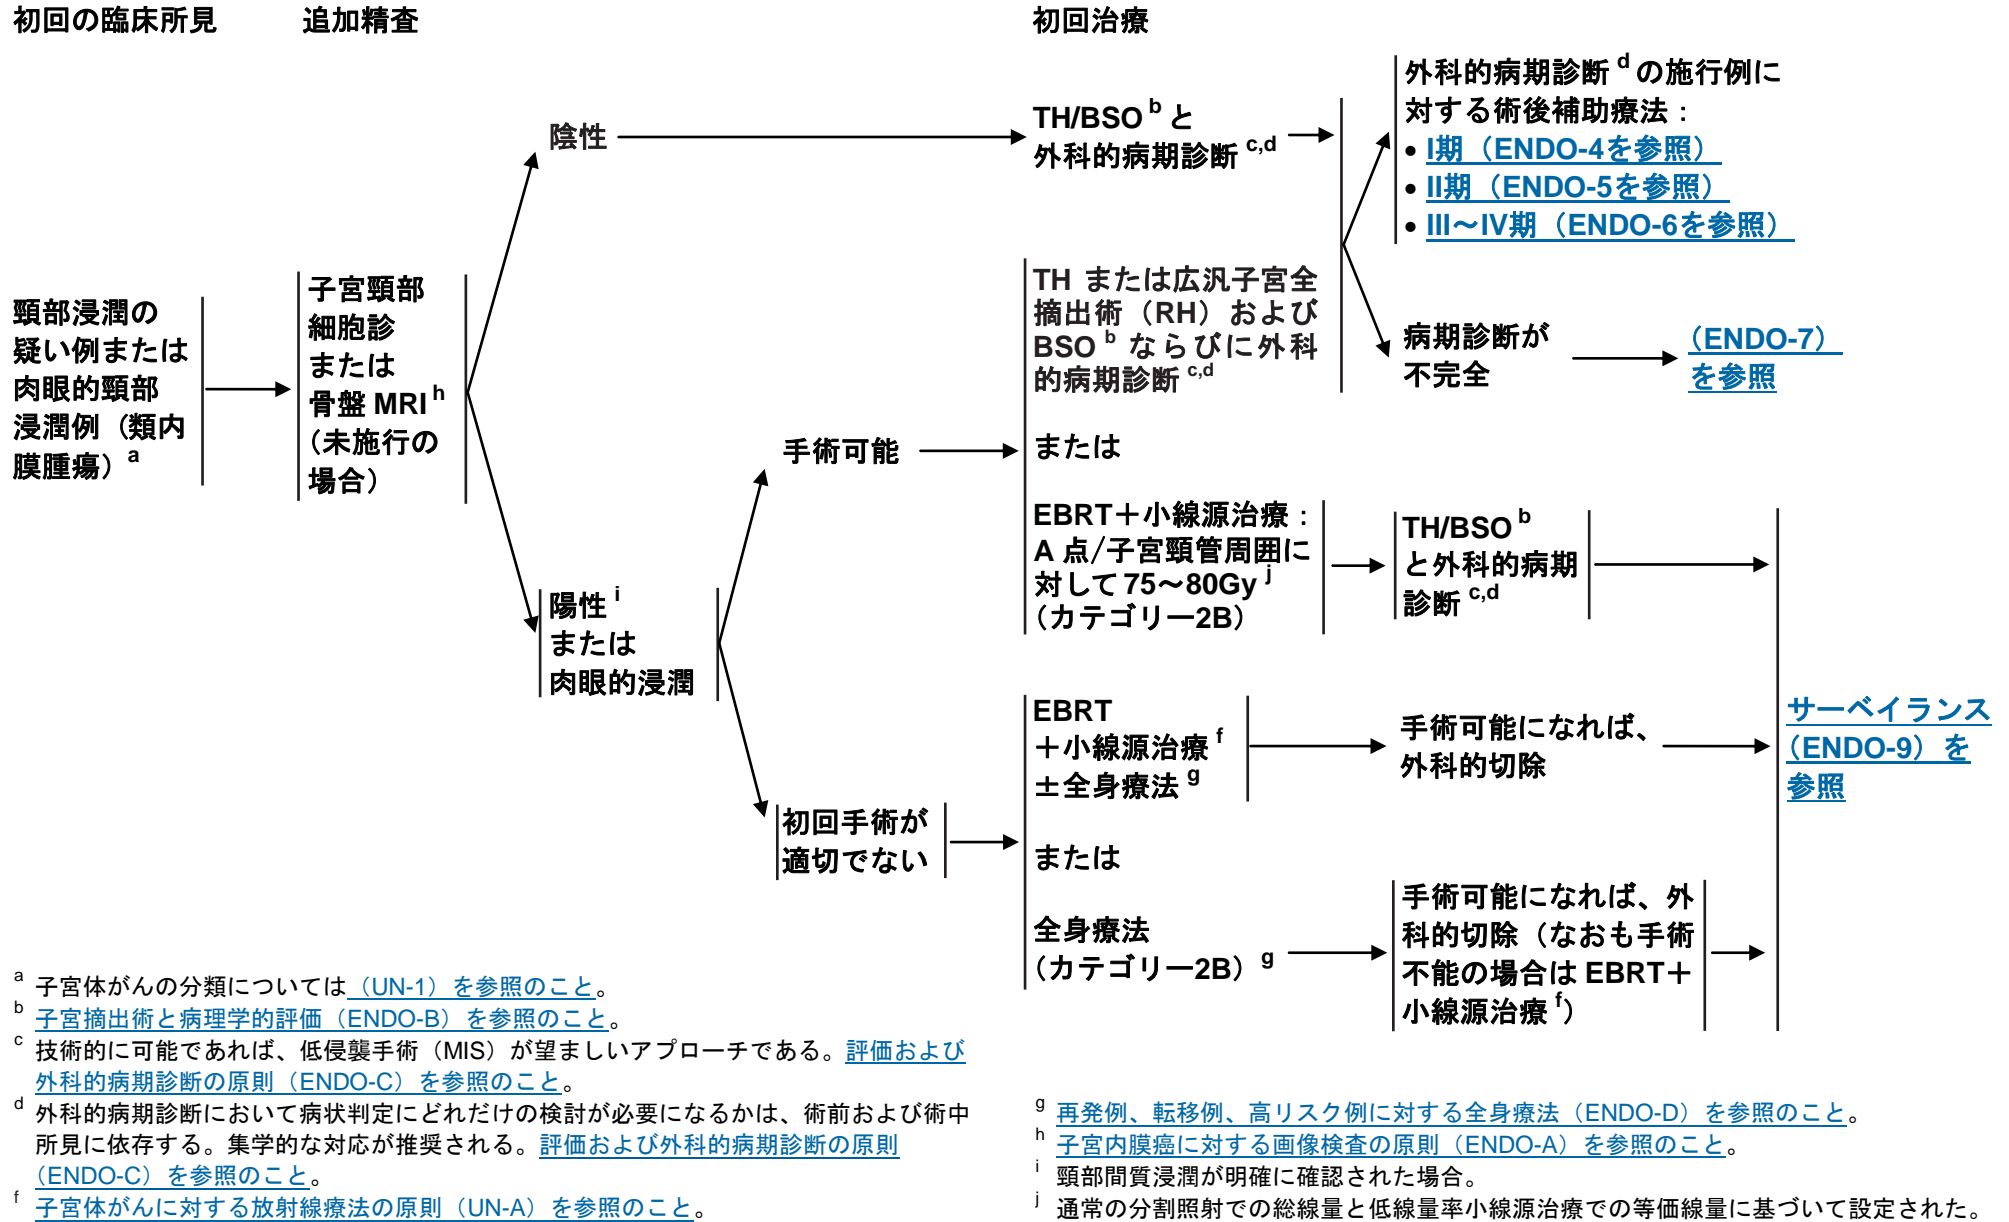 初回の臨床所見
追加精査
初回治療
頸部浸潤の
疑い例または
肉眼的頸部
浸潤例（類内
膜腫瘍）a
子宮頸部
細胞診
または
骨盤 MRI h
（未施行の
場合）
陰性
陽性 i
または
肉眼的浸潤
手術可能
初回手術が
適切でない
TH/BSO b と
外科的病期診断 c,d
TH または広汎子宮全
摘出術（RH）および
BSO b ならびに外科
的病期診断 c,d
または
EBRT＋小線源治療：
A 点/子宮頸管周囲に
対して 75～80Gy j
（カテゴリー2B）
EBRT
＋小線源治療 f
±全身療法 g
または
全身療法
（カテゴリー2B）g
外科的病期診断 d の施行例に
対する術後補助療法：
• I期（ENDO-4を参照）
• II期（ENDO-5を参照）
• III～IV期（ENDO-6を参照）
病期診断が
不完全
（ENDO-7）
を参照
TH/BSO b
と外科的病期
診断 c,d
手術可能になれば、
外科的切除
手術可能になれば、外
科的切除（なおも手術
不能の場合は EBRT＋
小線源治療 f）
サーベイランス
（ENDO-9）を
参照
a 子宮体がんの分類については（UN-1）を参照のこと。
b 子宮摘出術と病理学的評価（ENDO-B）を参照のこと。
c 技術的に可能であれば、低侵襲手術（MIS）が望ましいアプローチである。評価および
外科的病期診断の原則（ENDO-C）を参照のこと。
d 外科的病期診断において病状判定にどれだけの検討が必要になるかは、術前および術中
所見に依存する。集学的な対応が推奨される。評価および外科的病期診断の原則
（ENDO-C）を参照のこと。
f 子宮体がんに対する放射線療法の原則（UN-A）を参照のこと。
g 再発例、転移例、高リスク例に対する全身療法（ENDO-D）を参照のこと。
h 子宮内膜癌に対する画像検査の原則（ENDO-A）を参照のこと。
i 頸部間質浸潤が明確に確認された場合。
j 通常の分割照射での総線量と低線量率小線源治療での等価線量に基づいて設定された。